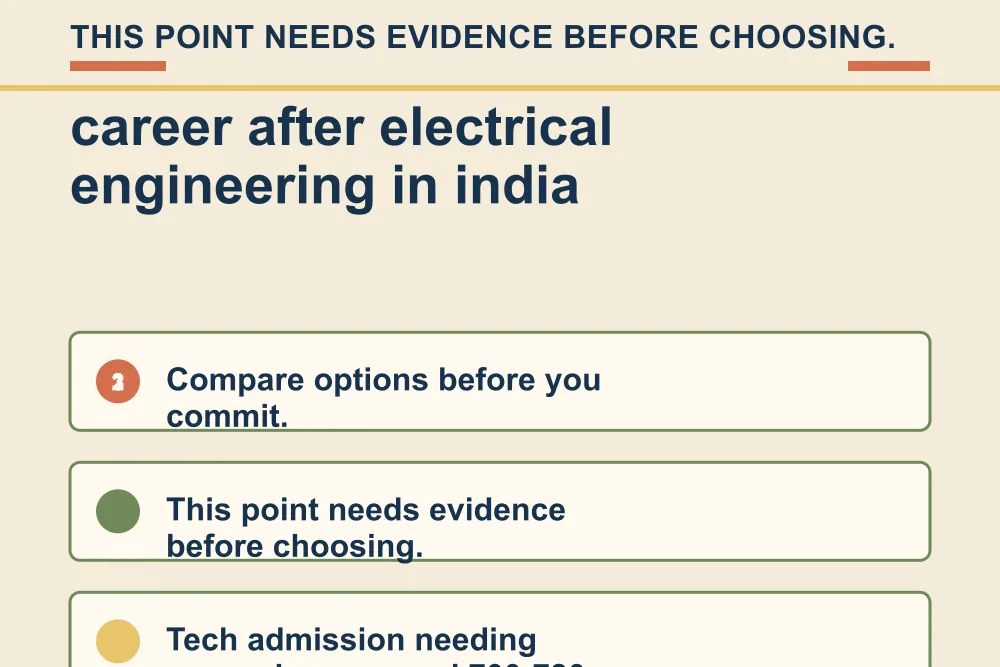 THIS POINT NEEDS EVIDENCE BEFORE CHOOSING.
career after electrical
engineering in india
Compare options before you
commit.
This point needs evidence
before choosing.
Tech admission needing